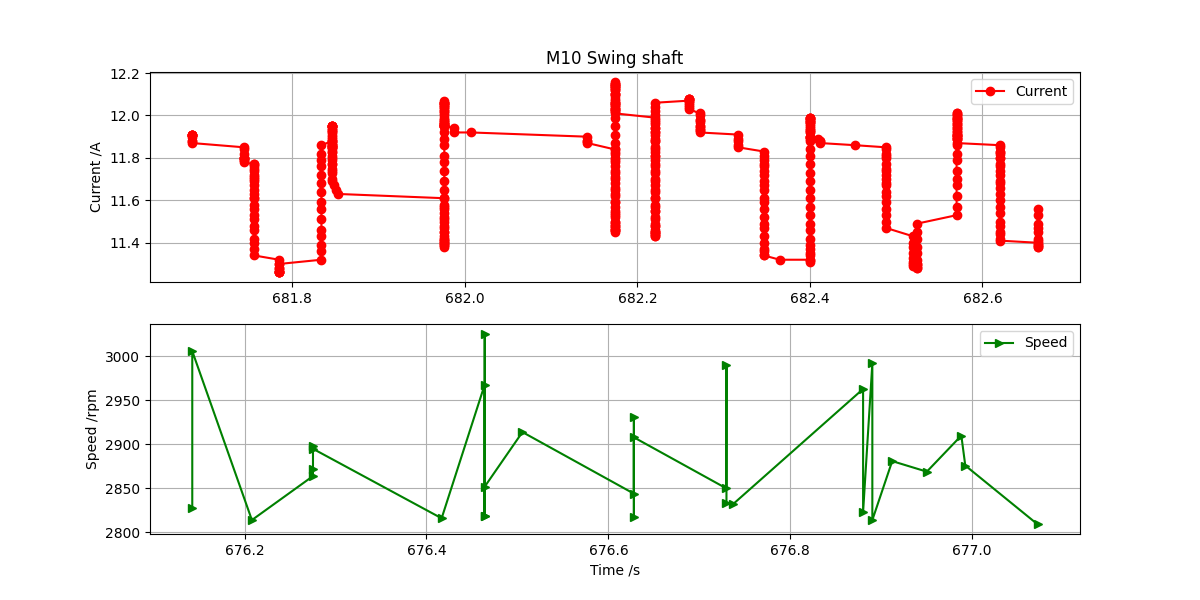 M10 Swing shaft
12.2
12.0
11.8
11.6
11.4
Current /A
Current
681.8 682.0 682.2 682.4 682.6
3000
2950
2900
2850
2800
Speed /rpm
Speed
676.2 676.4 676.6 676.8 677.0
Time /s